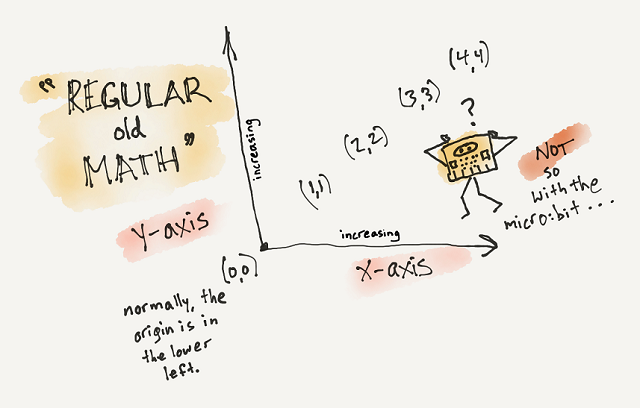 "REGULAR
old
MATH"
increasing
Y-axis
(0,0)
(1,1)
(2,2)
(3,3)
(4,4)
?
increasing
X-axis
normally, the
origin is in
the lower
left.
NOT
so
with the
micro:bit...